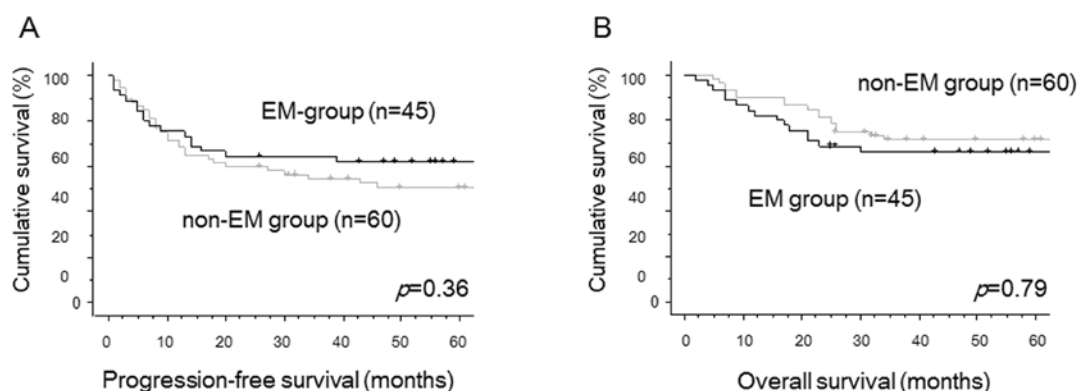 A
Cumulative survival (%)
100
80
60
40
20
0
0
EM-group (n=45)
non-EM group (n=60)
p=0.36
0 10 20 30 40 50 60
Progression-free survival (months)
B
Cumulative survival (%)
100
80
60
40
20
0
0
non-EM group (n=60)
EM group (n=45)
p=0.79
0 10 20 30 40 50 60
Overall survival (months)